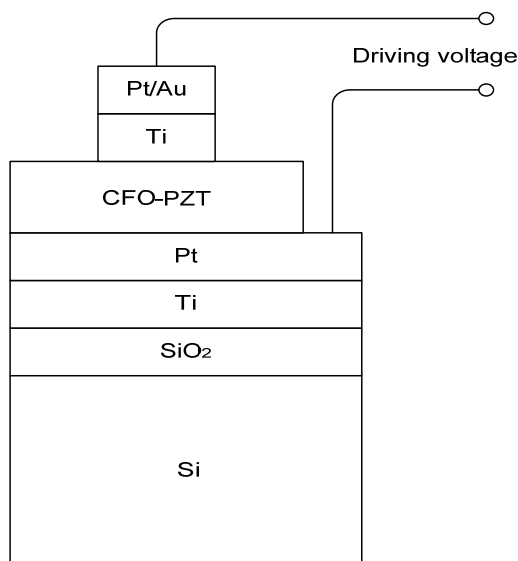 Driving voltage
Pt/Au
Ti
CFO-PZT
Pt
Ti
SiO₂
Si